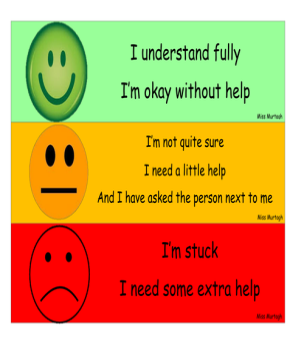 I understand fully
I'm okay without help
Miss Murtagh
I'm not quite sure
I need a little help
And I have asked the person next to me
Miss Murtagh
I'm stuck
I need some extra help
Miss Murtagh